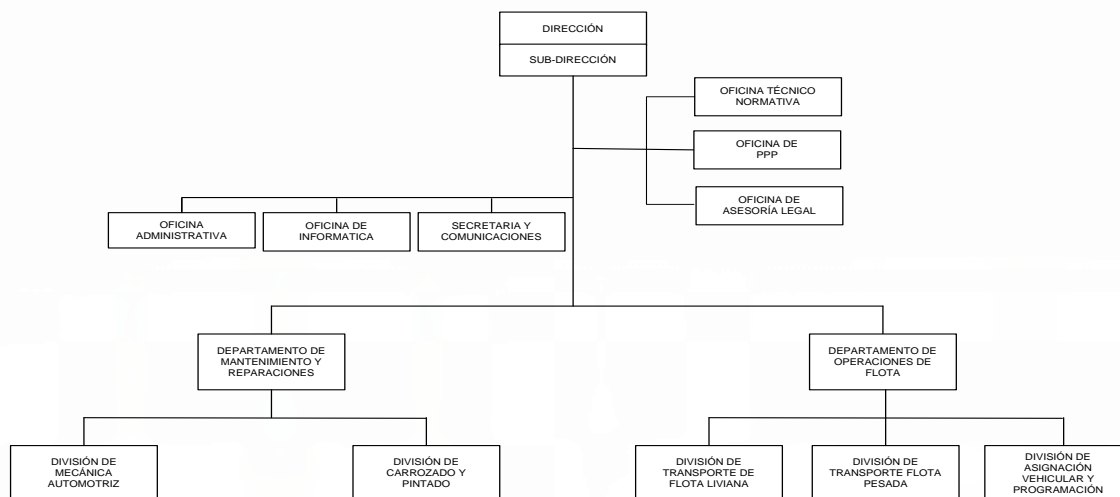 DIRECCIÓN
SUB-DIRECCIÓN
OFICINA TÉCNICO
NORMATIVA
OFICINA DE
PPP
OFICINA DE
ASESORÍA LEGAL
OFICINA
ADMINISTRATIVA
OFICINA DE
INFORMATICA
SECRETARIA Y
COMUNICACIONES
DEPARTAMENTO DE
MANTENIMIENTO Y
REPARACIONES
DEPARTAMENTO DE
OPERACIONES DE
FLOTA
DIVISIÓN DE
MECÁNICA
AUTOMOTRIZ
DIVISIÓN DE
CARROZADO Y
PINTADO
DIVISIÓN DE
TRANSPORTE DE
FLOTA LIVIANA
DIVISIÓN DE
TRANSPORTE FLOTA
PESADA
DIVISIÓN DE
ASIGNACIÓN
VEHICULAR Y
PROGRAMACIÓN